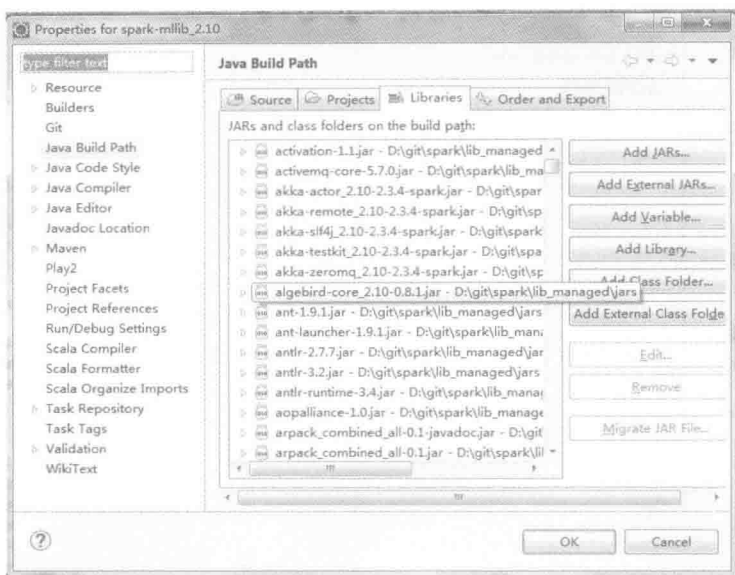 Properties for spark-mllib_2.10
type filter text
Resource
Builders
Git
Java Build Path
Java Code Style
Java Compiler
Java Editor
Javadoc Location
Maven
Play2
Project Facets
Project References
Run/Debug Settings
Scala Compiler
Scala Formatter
Scala Organize Imports
Task Repository
Task Tags
Validation
WikiText
Java Build Path
Source Projects Libraries Order and Export
JARs and class folders on the build path:
activation-1.1.jar - D:\git\spark\lib_managed
activemq-core-5.7.0.jar - D:\git\spark\lib_ma
akka-actor_2.10-2.3.4-spark.jar - D:\git\spar
akka-remote_2.10-2.3.4-spark.jar - D:\git\sp
akka-slf4j_2.10-2.3.4-spark.jar - D:\git\spark
akka-testkit_2.10-2.3.4-spark.jar - D:\git\spa
akka-zeromq_2.10-2.3.4-spark.jar - D:\git\sp
algebird-core_2.10-0.8.1.jar - D:\git\spark\lib_managed\jars
ant-1.9.1.jar - D:\git\spark\lib_managed\jars
ant-launcher-1.9.1.jar - D:\git\spark\lib_mana
antlr-2.7.7.jar - D:\git\spark\lib_managed\jar
antlr-3.2.jar - D:\git\spark\lib_managed\jars
antlr-runtime-3.4.jar - D:\git\spark\lib_manag
aopalliance-1.0.jar - D:\git\spark\lib_manage
arpack_combined_all-0.1-javadoc.jar - D:\git
arpack_combined_all-0.1.jar - D:\git\spark\lil
Add JARs...
Add External JARs...
Add Variable...
Add Library...
Add Class Folder...
Add External Class Folde
Edit...
Remove
Migrate JAR File...
OK
Cancel